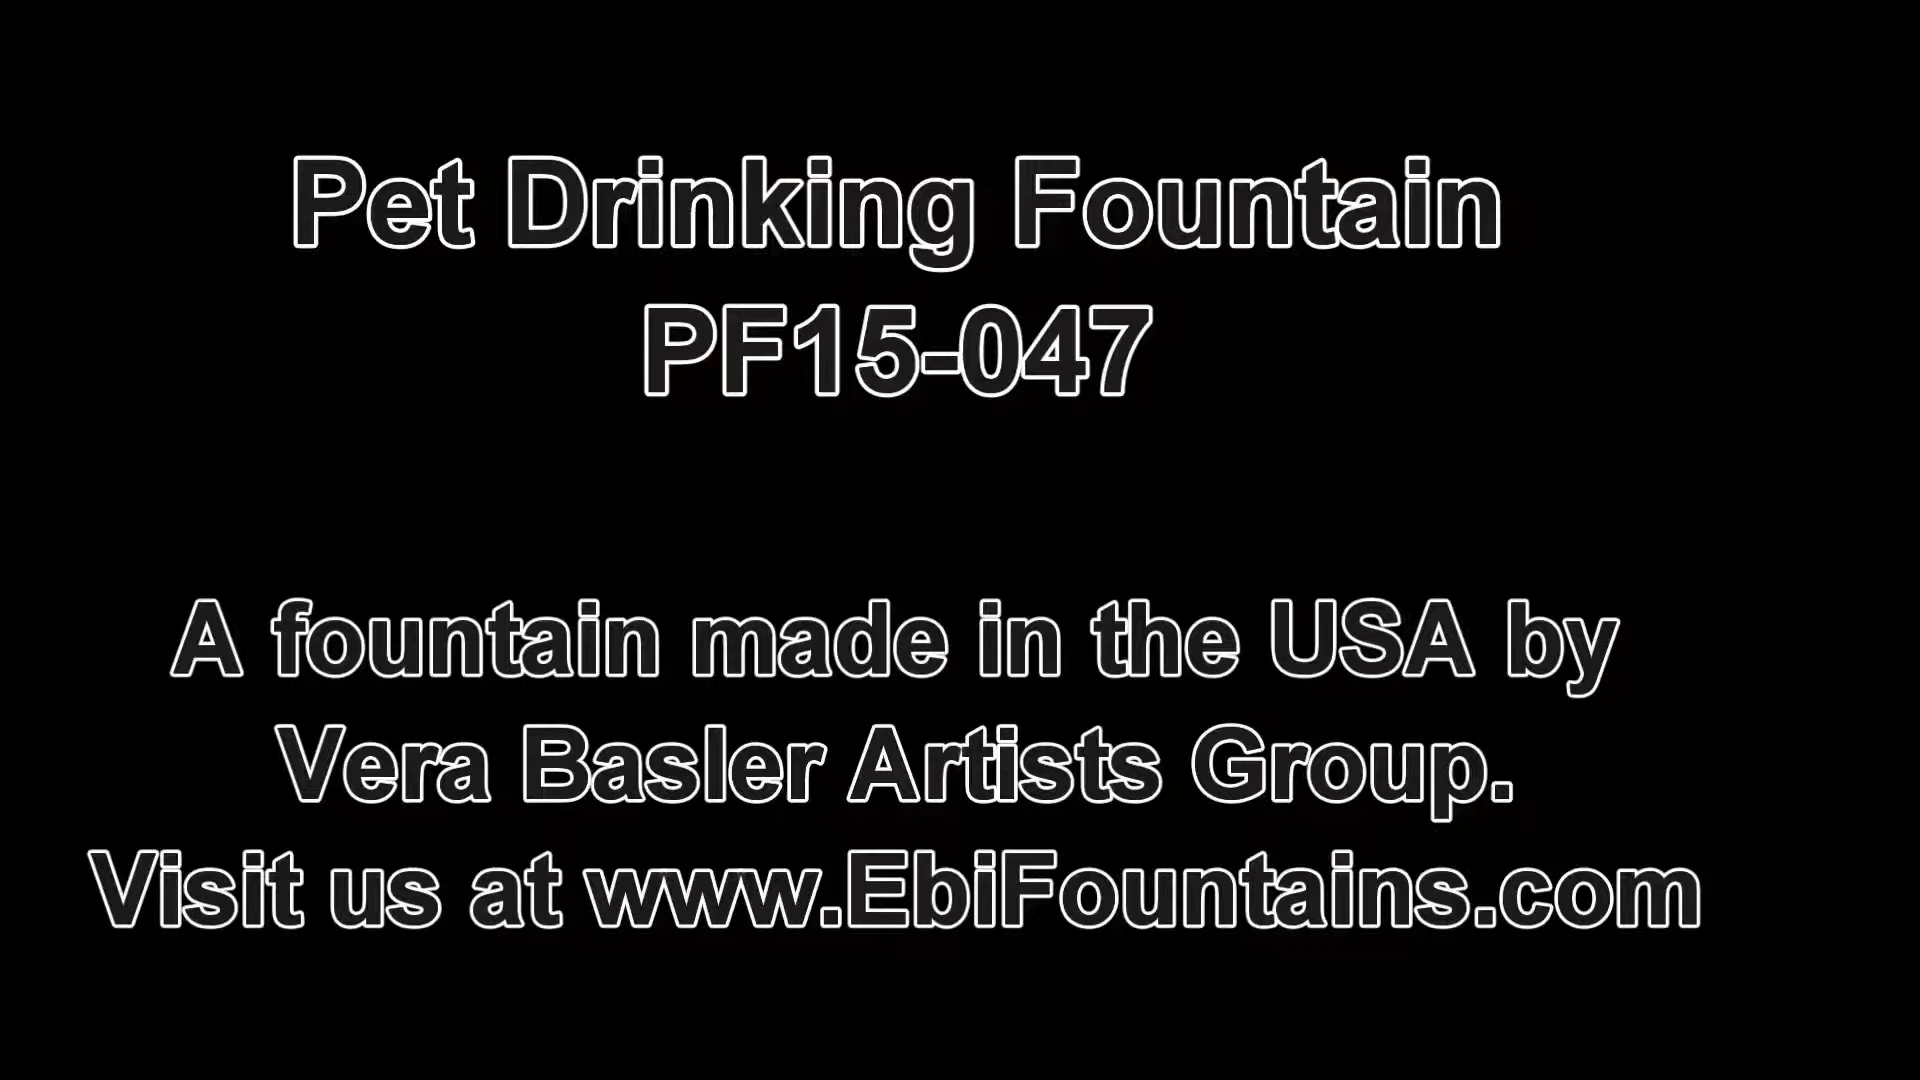 Pet Drinking Fountain
PF15-047
A fountain made in the USA by
Vera Basler Artists Group.
Visit us at www.EbiFountains.com